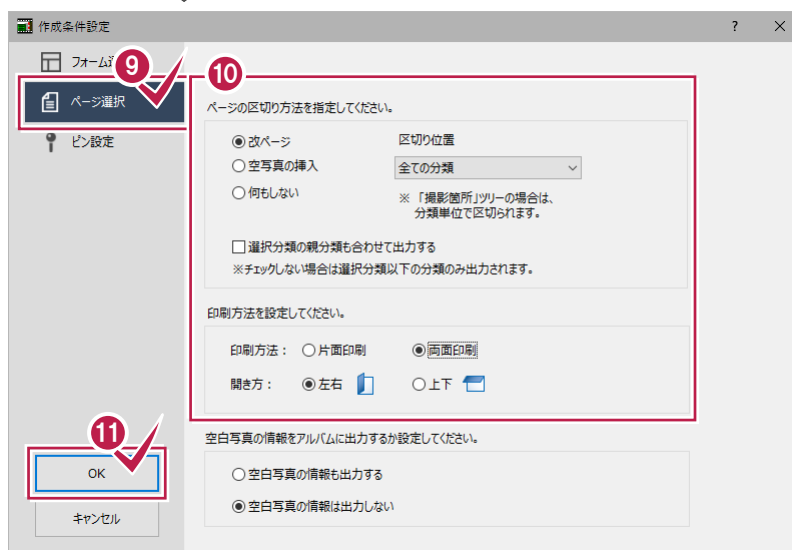 作成条件設定
?
×
フォーム
9
10
ページ選択
ピン設定
ページの区切り方法を指定してください。
改ページ
区切り位置
空写真の挿入
全ての分類
何もしない
※「撮影箇所」ツリーの場合は、
分類単位で区切られます。
選択分類の親分類も合わせて出力する
※チェックしない場合は選択分類以下の分類のみ出力されます。
印刷方法を設定してください。
印刷方法：
片面印刷
両面印刷
開き方：
左右
上下
11
空白写真の情報をアルバムに出力するか設定してください。
OK
空白写真の情報も出力する
キャンセル
空白写真の情報は出力しない